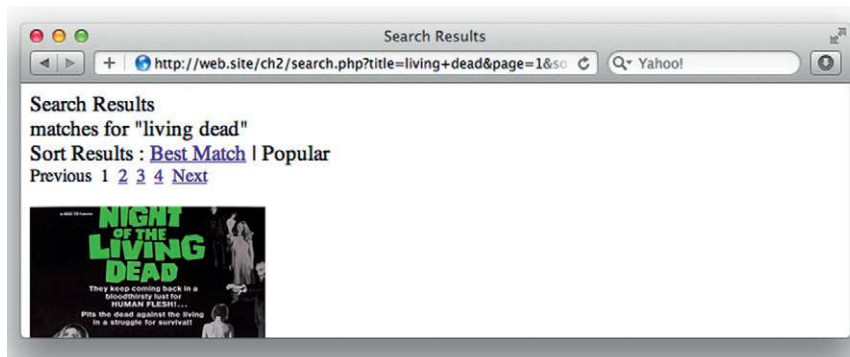 Search Results
+ http://web.site/ch2/search.php?title=living+dead&page=1&so Yahoo!
Search Results
matches for "living dead"
Sort Results : Best Match | Popular
Previous 1 2 3 4 Next
NIGHT
OF THE
LIVING
DEAD
They keep coming back in a
bloodthirsty lust for
HUMAN FLESH!...
Pits the dead against the living
in a struggle for survival!